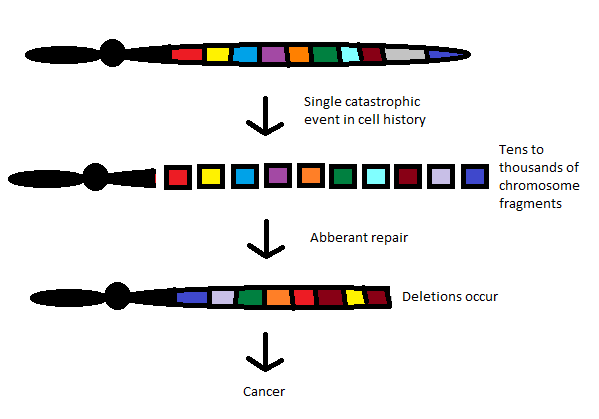 Single catastrophic
event in cell history
Tens to
thousands of
chromosome
fragments
Abberant repair
Deletions occur
Cancer